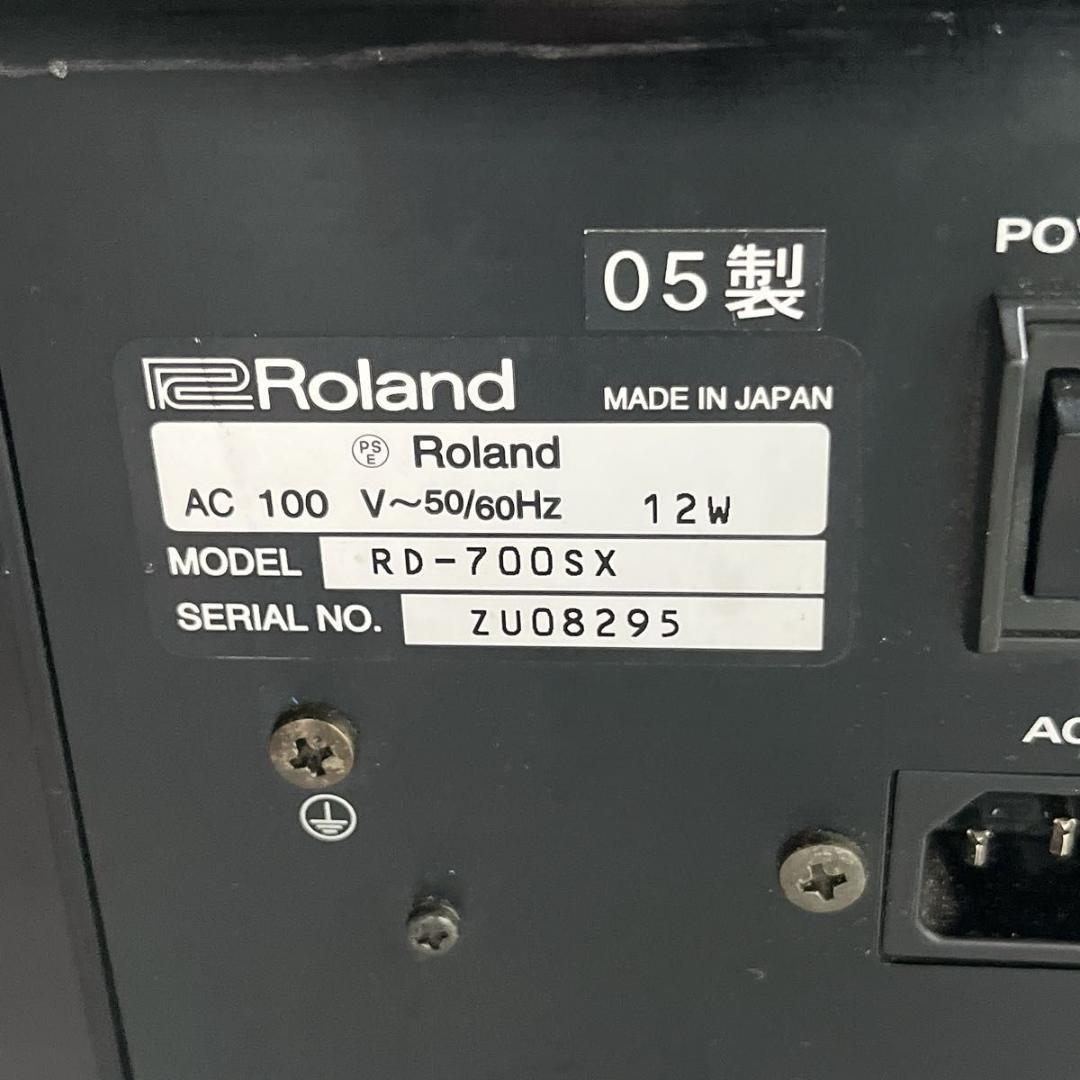 05製
POW
Roland
MADE IN JAPAN
PSE Roland
AC 100 V～50/60Hz 12W
MODEL RD-700SX
SERIAL NO. ZU08295
AC